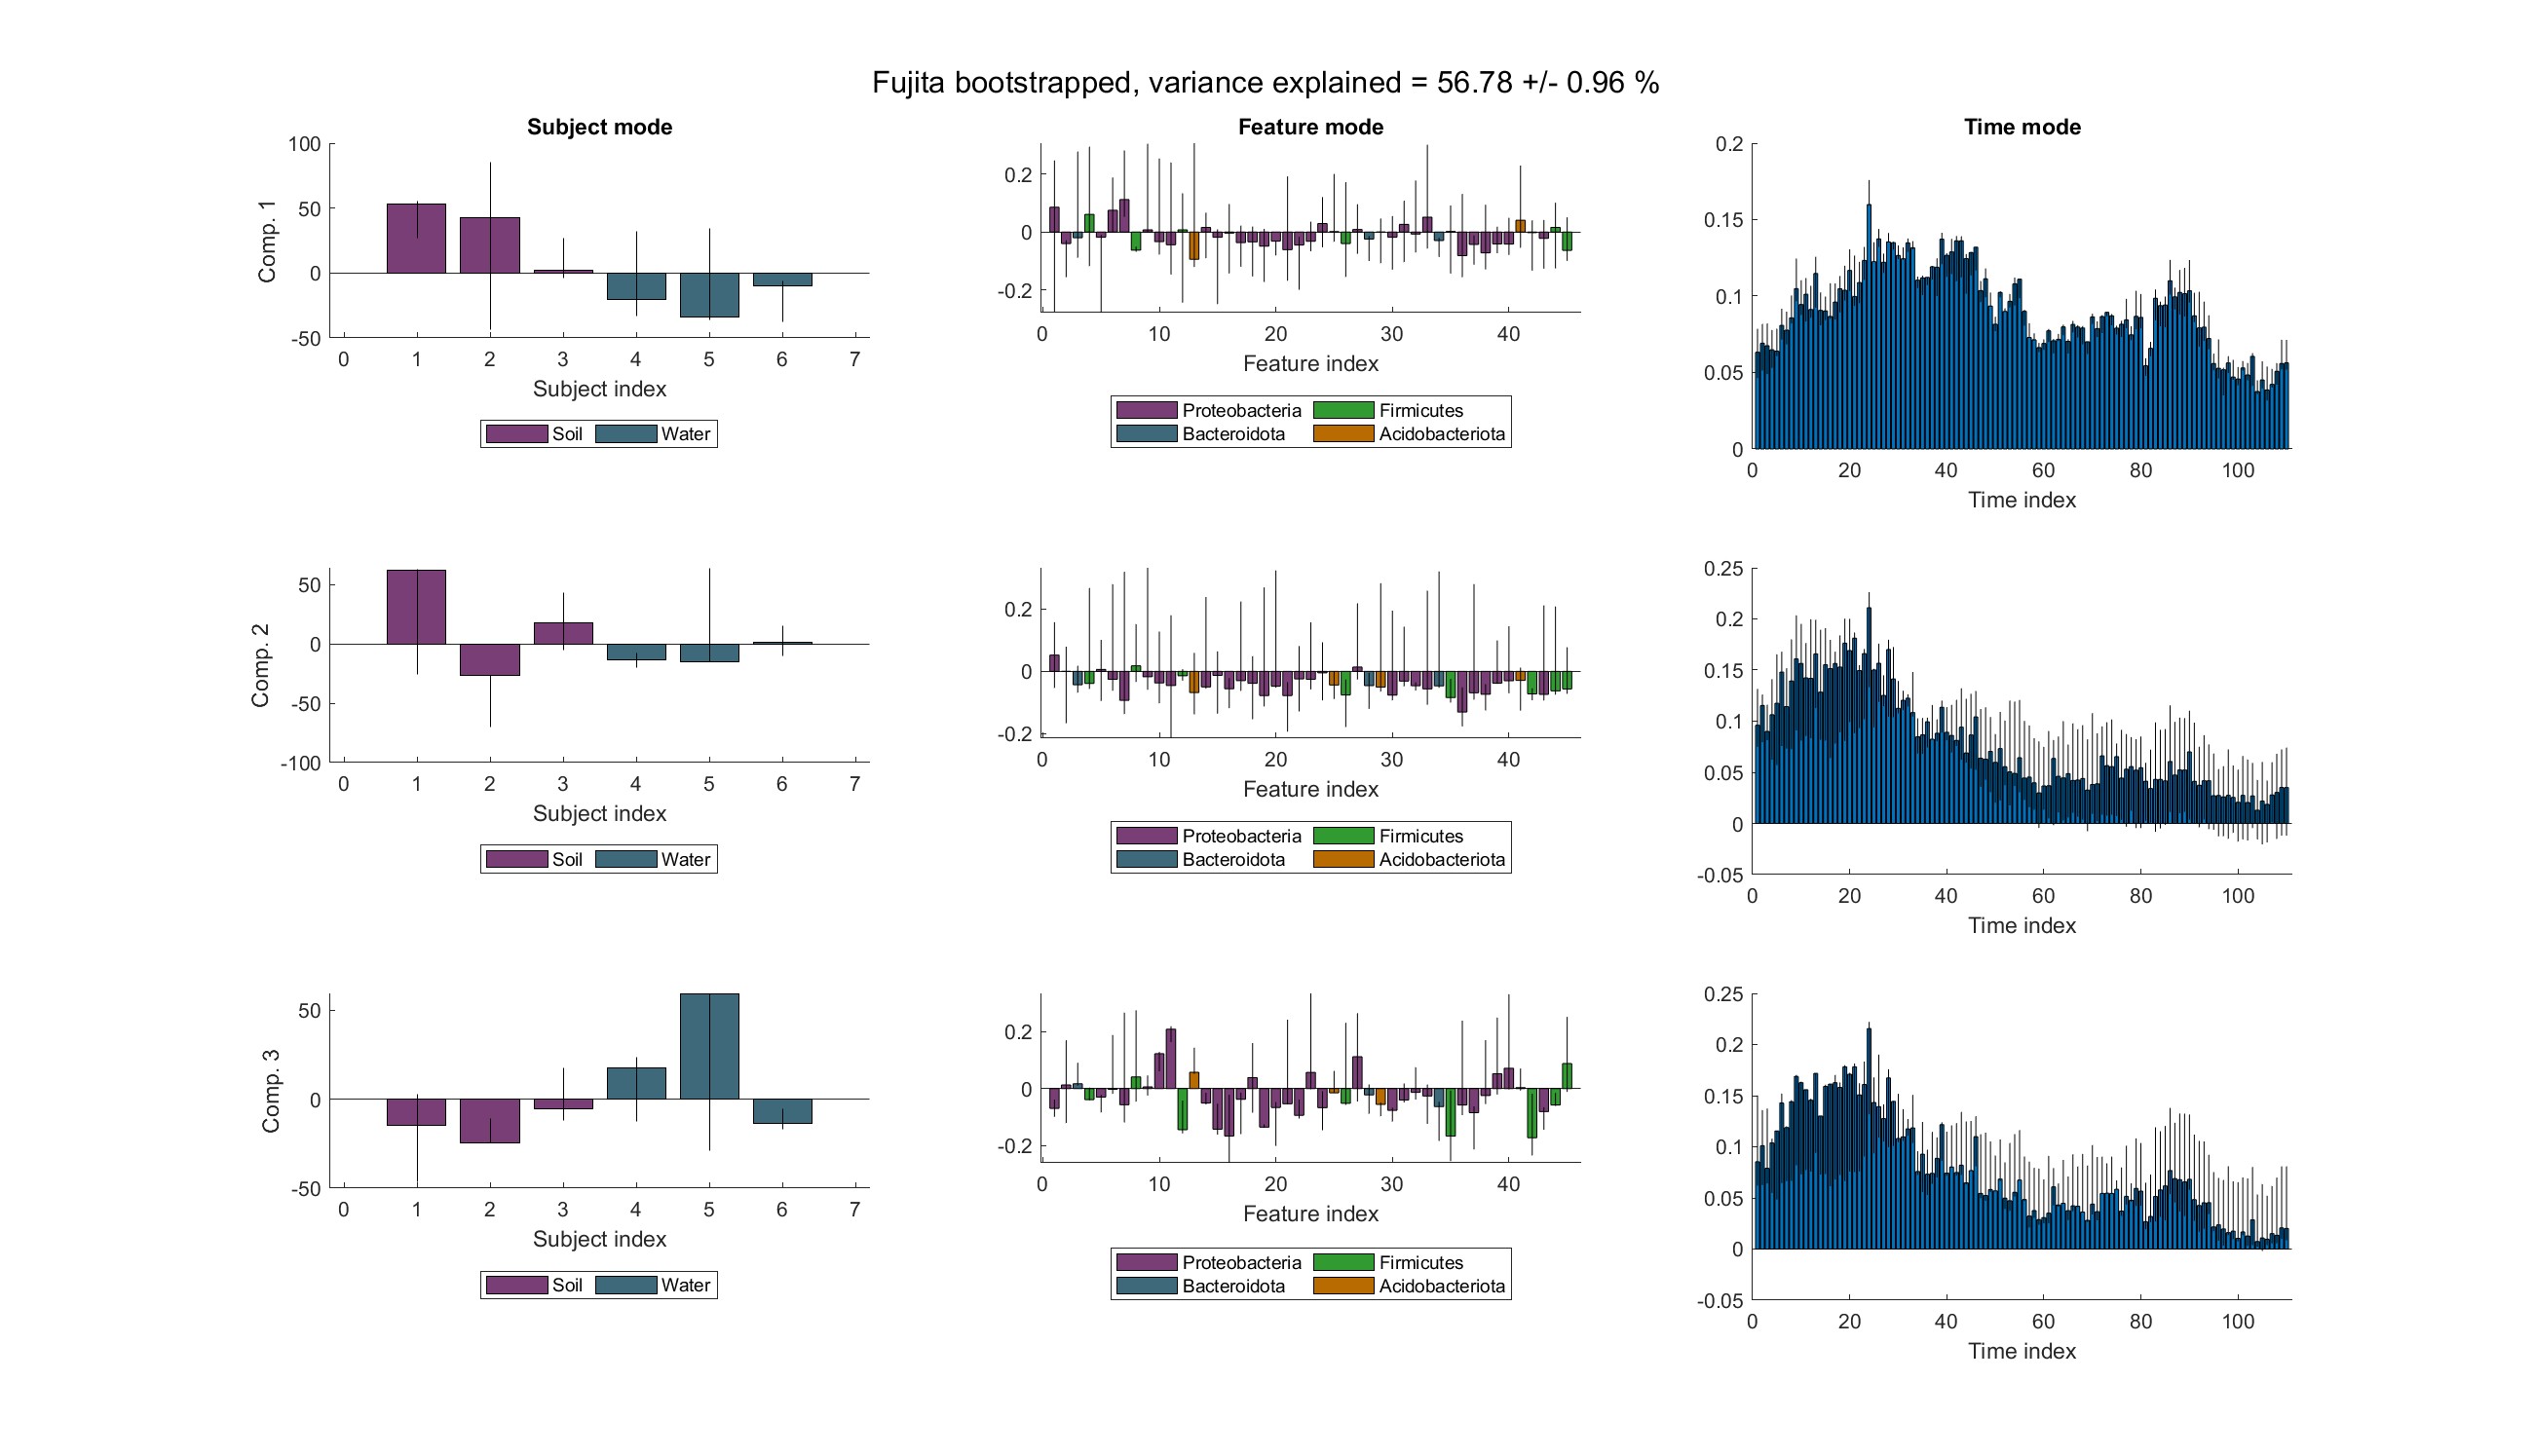 Fujita bootstrapped, variance explained = 56.78 +/- 0.96 %
Subject mode
Feature mode
Time mode
Comp. 1
100
50
0
-50
0 1 2 3 4 5 6 7
Subject index
Soil Water
0.2
0
-0.2
0 10 20 30 40
Feature index
Proteobacteria Firmicutes
Bacteroidota Acidobacteriota
0.2
0.15
0.1
0.05
0
0 20 40 60 80 100
Time index
Comp. 2
50
0
-50
-100
0 1 2 3 4 5 6 7
Subject index
Soil Water
0.2
0
-0.2
0 10 20 30 40
Feature index
Proteobacteria Firmicutes
Bacteroidota Acidobacteriota
0.25
0.2
0.15
0.1
0.05
0
-0.05
0 20 40 60 80 100
Time index
Comp. 3
50
0
-50
0 1 2 3 4 5 6 7
Subject index
Soil Water
0.2
0
-0.2
0 10 20 30 40
Feature index
Proteobacteria Firmicutes
Bacteroidota Acidobacteriota
0.25
0.2
0.15
0.1
0.05
0
-0.05
0 20 40 60 80 100
Time index